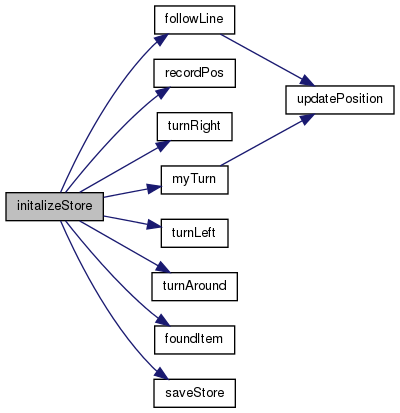 followLine
recordPos
updatePosition
turnRight
myTurn
initalizeStore
turnLeft
turnAround
foundItem
saveStore